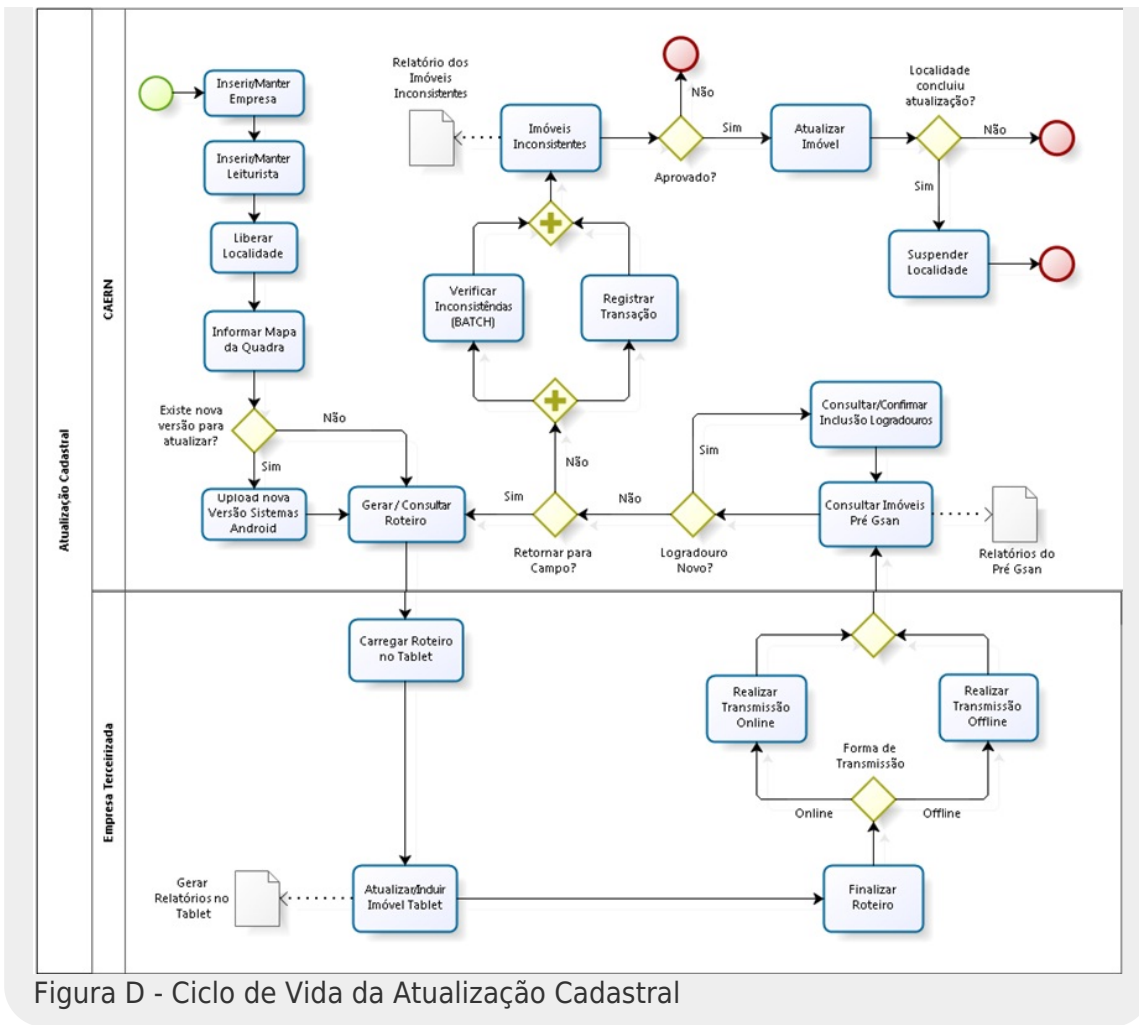 Atualização Cadastral
CAERN
Inserir/Manter
Empresa
Inserir/Manter
Leiturista
Liberar
Localidade
Informar Mapa
da Quadra
Existe nova
versão para
atualizar?
Não
Sim
Upload nova
Versão Sistemas
Android
Gerar / Consultar
Roteiro
Relatório dos
Imóveis
Inconsistentes
Imóveis
Inconsistentes
Não
Sim
Aprovado?
Atualizar
Imóvel
Localidade
concluiu
atualização?
Não
Sim
Suspender
Localidade
Verificar
Inconsistências
(BATCH)
Registrar
Transação
Não
Sim
Retornar para
Campo?
Não
Sim
Logradouro
Novo?
Consultar/Confirmar
Inclusão Logradouros
Consultar Imóveis
Pré Gsan
Relatórios do
Pré Gsan
Empresa Terceirizada
Carregar Roteiro
no Tablet
Realizar
Transmissão
Online
Realizar
Transmissão
Offline
Forma de
Transmissão
Online
Offline
Gerar
Relatórios no
Tablet
Atualizar/Induir
Imóvel Tablet
Finalizar
Roteiro
Figura D - Ciclo de Vida da Atualização Cadastral